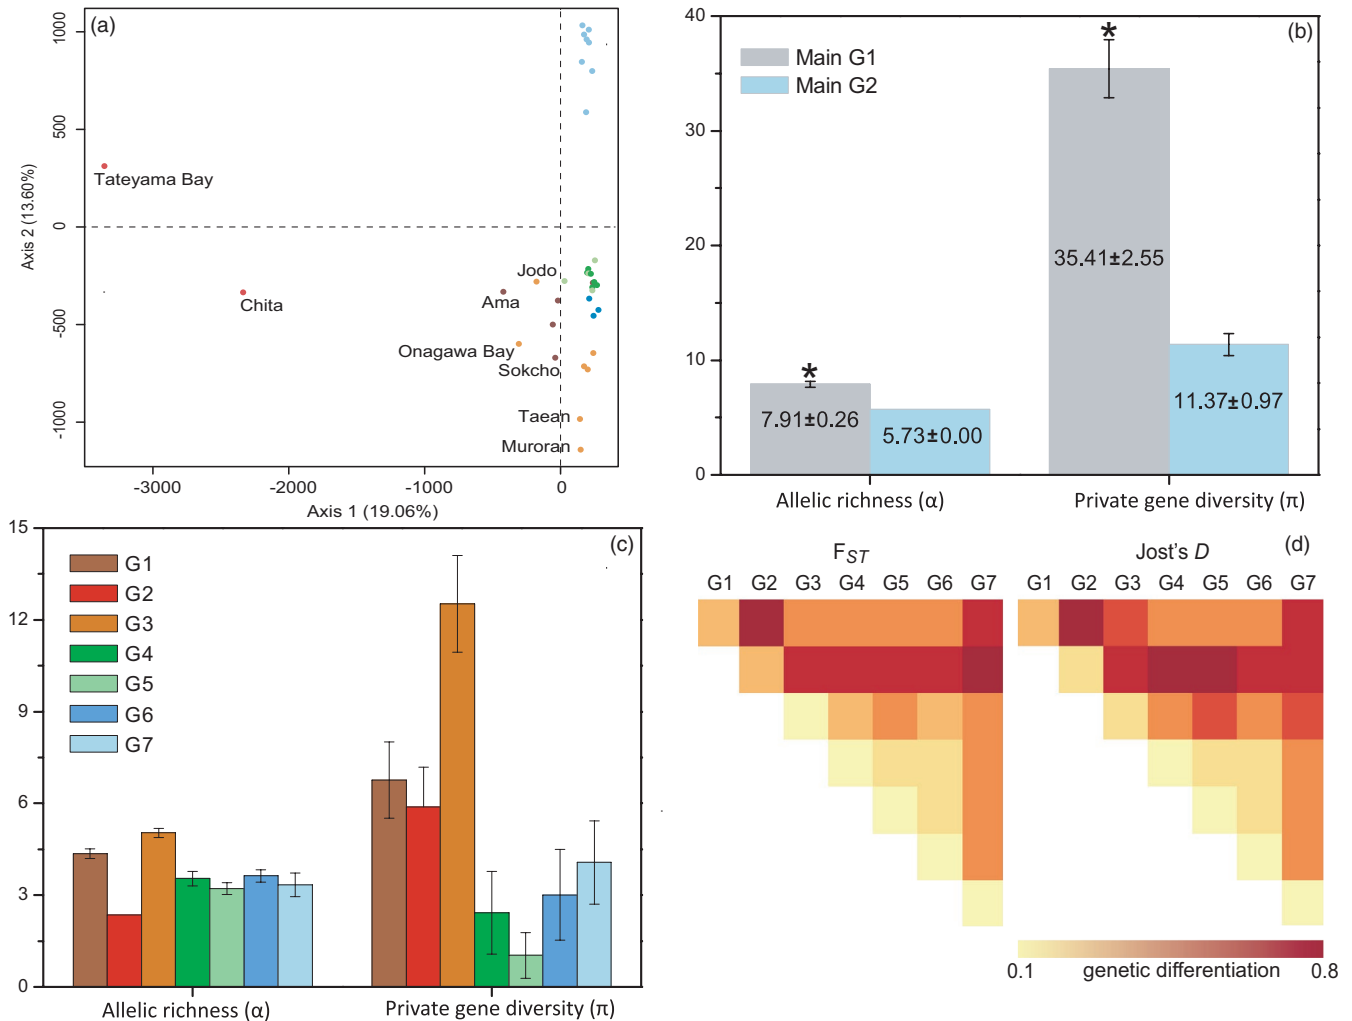 (a)
1000
500
0
-500
-1000
Axis 2 (13.60%)
Tateyama Bay
Chita
Jodo
Ama
Onagawa Bay
Sokcho
Taean
Muroran
-3000
-2000
-1000
0
Axis 1 (19.06%)
(b)
40
30
20
10
0
Main G1
Main G2
*
*
35.41±2.55
11.37±0.97
7.91±0.26
5.73±0.00
Allelic richness (α)
Private gene diversity (π)
(c)
15
12
9
6
3
0
G1
G2
G3
G4
G5
G6
G7
Allelic richness (α)
Private gene diversity (π)
(d)
FST
Jost's D
G1 G2 G3 G4 G5 G6 G7
G1 G2 G3 G4 G5 G6 G7
0.1 genetic differentiation 0.8